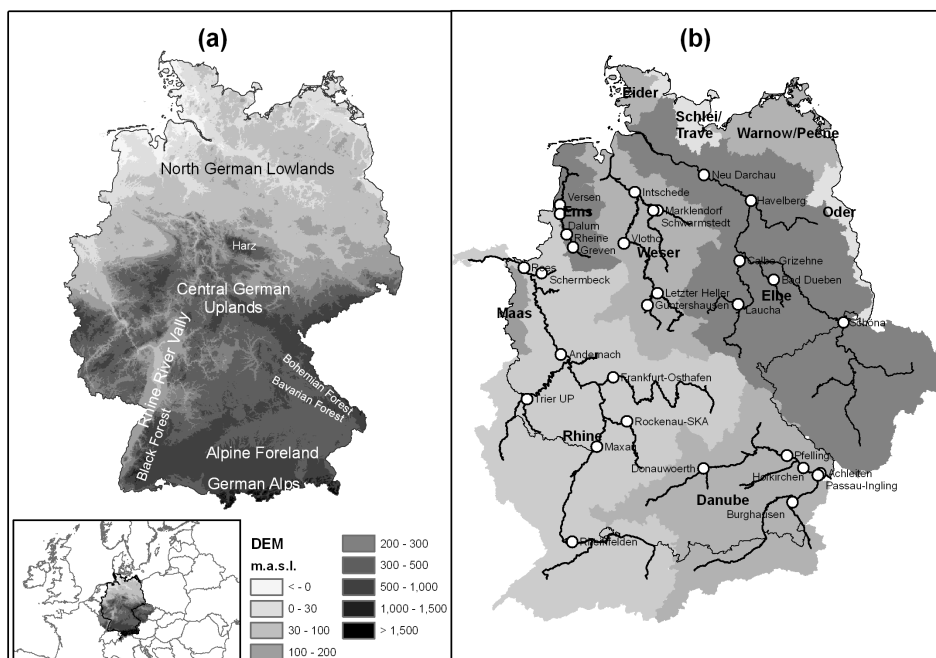 (a)
North German Lowlands
Harz
Central German
Uplands
Rhine River Vally
Bohemian Forest
Bavarian Forest
Black Forest
Alpine Foreland
German Alps
DEM
m.a.s.l.
< - 0
0 - 30
30 - 100
100 - 200
200 - 300
300 - 500
500 - 1,000
1,000 - 1,500
> 1,500
(b)
Eider
Schlei/
Trave
Warnow/Peene
Neu Darchau
Versen
Intschede
Havelberg
Ems
Marklendorf
Oder
Dalum
Schwarmstedt
Rheine
Vlotho
Greven
Weser
Rees
Calba-Grizehne
Schermbeck
Bad Dueben
Letzter Heller
Elbe
Maas
Guntershausen
Laucha
Schöna
Andernach
Frankfurt-Osthafen
Trier UP
Rockenau-SKA
Rhine
Maxau
Pfelling
Donauwoerth
Hofkirchen
Achleiten
Passau-Ingling
Danube
Burghausen
Rheinfelden